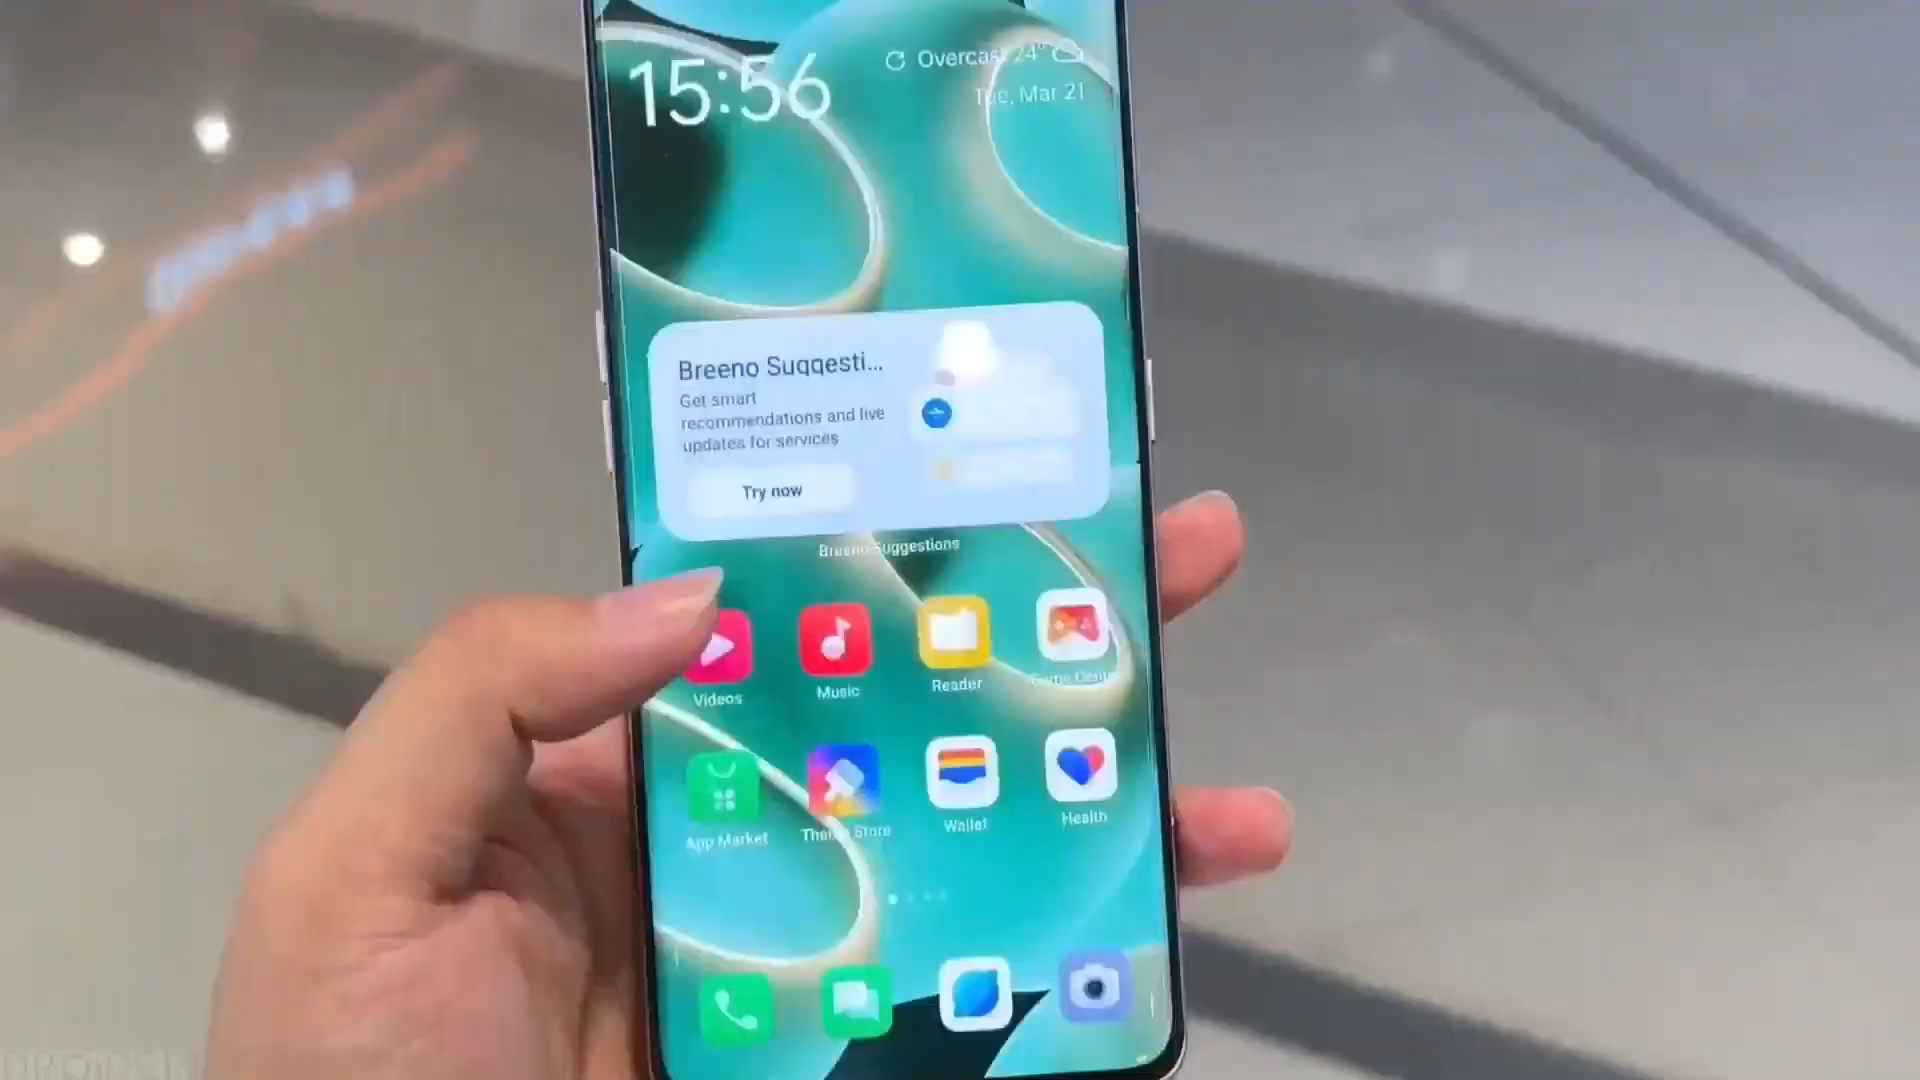 15:56
Overcast 24°
Tue, Mar 21
Breeno Suggesti...
Get smart
recommendations and live
updates for services
Try now
Breeno Suggestions
Videos
Music
Reader
App Market
Theme Store
Wallet
Health